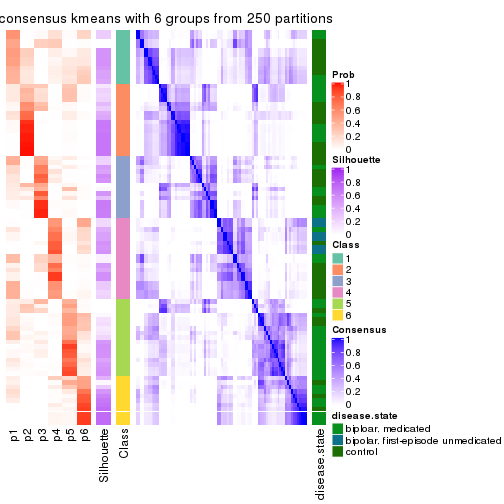 consensus kmeans with 6 groups from 250 partitions
Prob
1
0.8
0.6
0.4
0.2
0
Silhouette
1
0.8
0.6
0.4
0.2
0
Class
1
2
3
4
5
6
Consensus
1
0.8
0.6
0.4
0.2
0
disease.state
biploar. medicated
bipolar. first-episode unmedicated
control
p1
p2
p3
p4
p5
p6
Silhouette
Class
disease.state